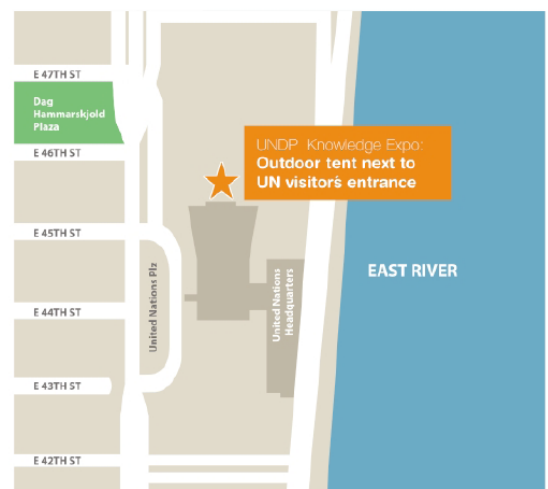 E 47TH ST
Dag
Hammarskjold
Plaza
E 46TH ST
UNDP Knowledge Expo:
Outdoor tent next to
UN visitor's entrance
E 45TH ST
United Nations Plz
United Nations
Headquarters
EAST RIVER
E 44TH ST
E 43TH ST
E 42TH ST